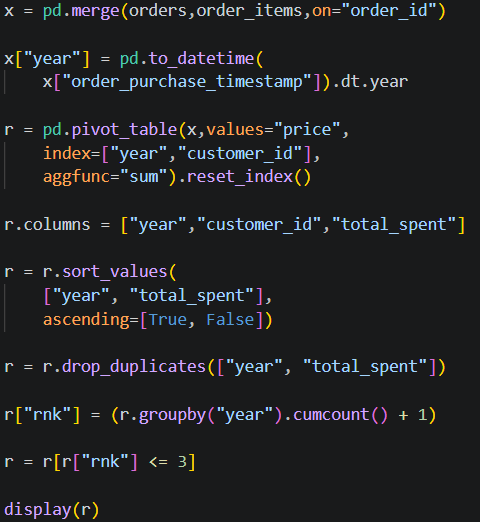 x = pd.merge(orders,order_items,on="order_id")
x["year"] = pd.to_datetime(
    x["order_purchase_timestamp"]).dt.year
r = pd.pivot_table(x,values="price",
    index=["year","customer_id"],
    aggfunc="sum").reset_index()
r.columns = ["year","customer_id","total_spent"]
r = r.sort_values(
    ["year", "total_spent"],
    ascending=[True, False])
r = r.drop_duplicates(["year", "total_spent"])
r["rnk"] = (r.groupby("year").cumcount() + 1)
r = r[r["rnk"] <= 3]
display(r)